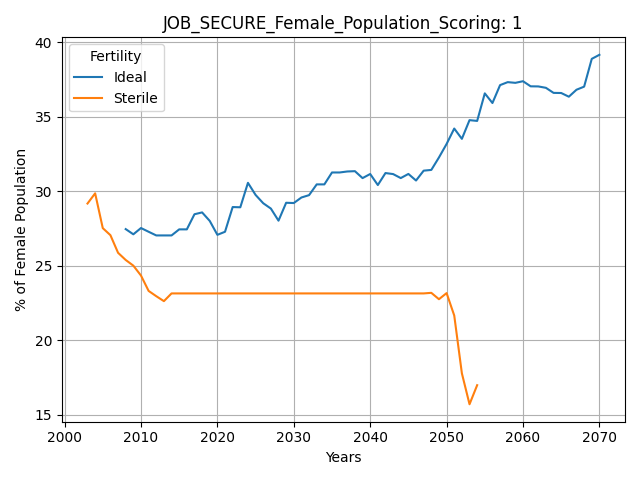 JOB_SECURE_Female_Population_Scoring: 1
Fertility
Ideal
Sterile
% of Female Population
40
35
30
25
20
15
2000 2010 2020 2030 2040 2050 2060 2070
Years